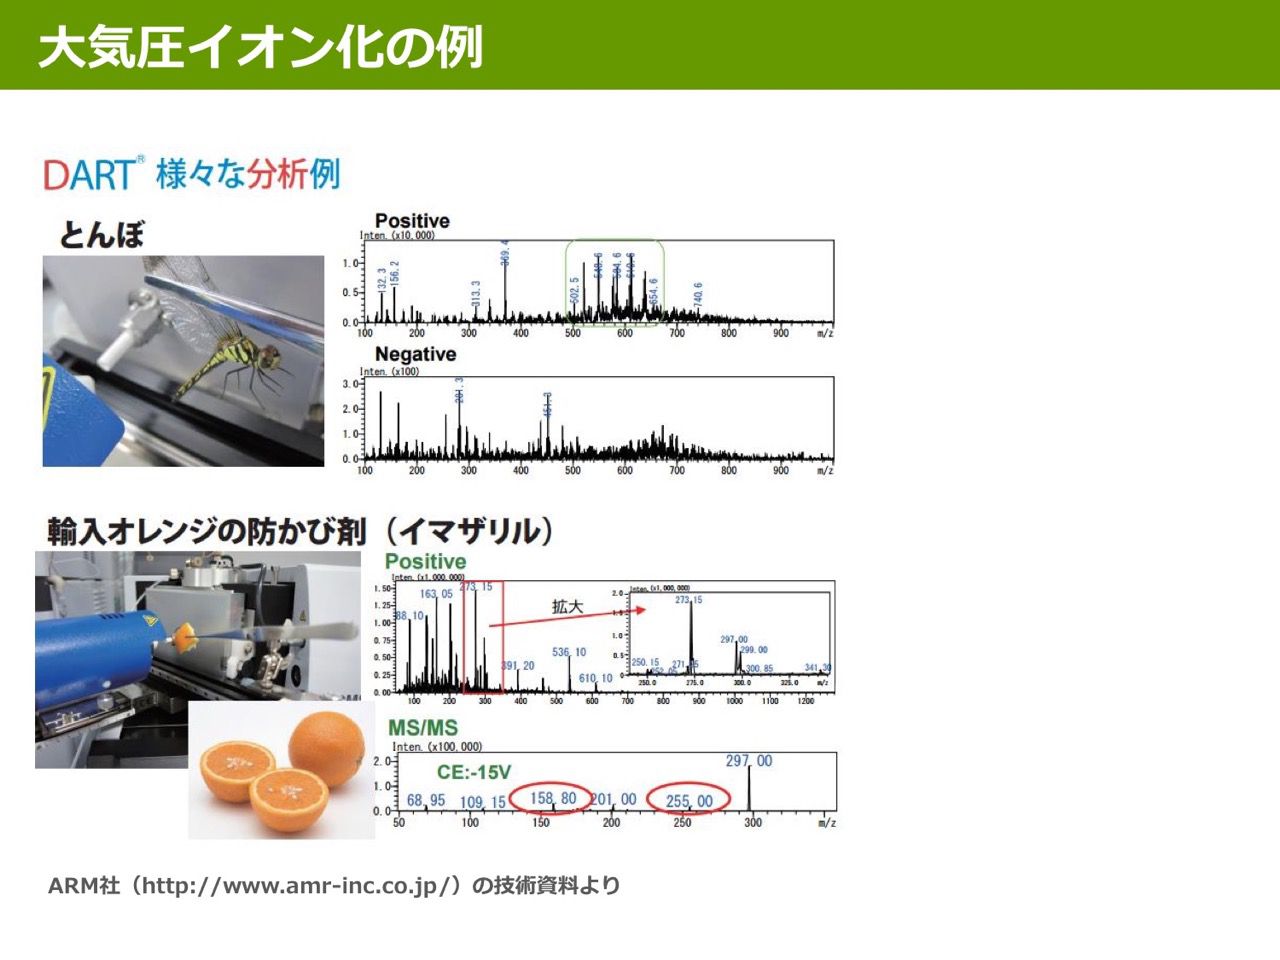 大気圧イオン化の例
DART® 様々な分析例
とんぼ
Positive
Inten. (x10,000)
1.0
0.5
0.0
132.3
156.2
313.3
369.4
502.5
584.6
654.6
740.6
100 200 300 400 500 600 700 800 900 m/z
Negative
Inten. (x100)
3.0
2.0
1.0
0.0
281.3
451.3
100 200 300 400 500 600 700 800 900 m/z
輸入オレンジの防かび剤（イマザリル）
Positive
Inten. (x1,000,000)
1.50
1.25
1.00
0.75
0.50
0.25
0.00
88.10
163.05
273.15
391.20
536.10
610.10
100 200 300 400 500 600 700 800 900 1000 1100 1200
拡大
Inten. (x1,000,000)
2.0
1.5
1.0
0.5
250.15
273.15
297.00
299.00
300.85
341.30
250.0 275.0 300.0 325.0 m/z
MS/MS
Inten. (x100,000)
2.0
1.0
0.0
CE:-15V
68.95 109.15 158.80 201.00 255.00 297.00
50 100 150 200 250 300 m/z
ARM社（http://www.amr-inc.co.jp/）の技術資料より